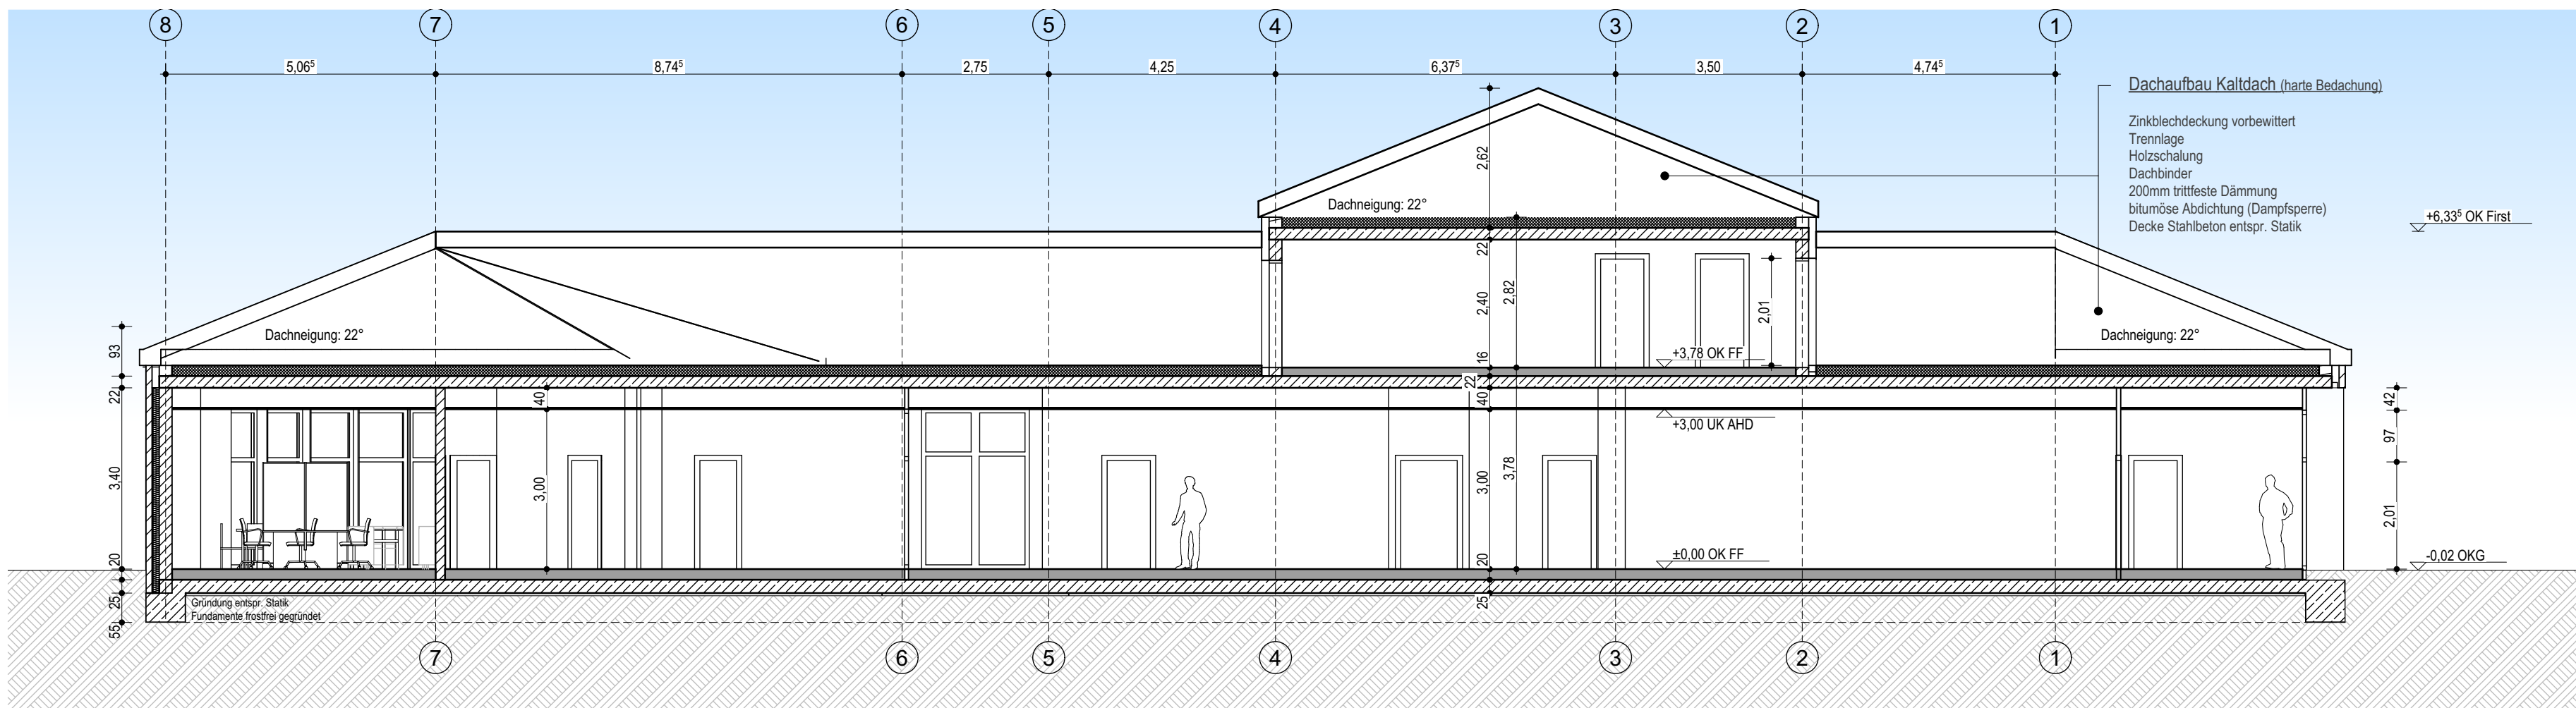 8 7 6 5 4 3 2 1
5,06⁵ 8,74⁵ 2,75 4,25 6,37⁵ 3,50 4,74⁵
Dachaufbau Kaltdach (harte Bedachung)
Zinkblechdeckung vorbewittert
Trennlage
Holzschalung
Dachbinder
200mm trittfeste Dämmung
bitumöse Abdichtung (Dampfsperre)
Decke Stahlbeton entspr. Statik
2,62
Dachneigung: 22°
+6,33⁵ OK First
22
2,40
2,82
2,01
16
+3,78 OK FF
Dachneigung: 22°
Dachneigung: 22°
93
22
3,40
20
25
55
40
3,00
22
40
3,00
3,78
20
25
+3,00 UK AHD
±0,00 OK FF
42
97
2,01
-0,02 OKG
Gründung entspr. Statik
Fundamente frostfrei gegründet
7 6 5 4 3 2 1